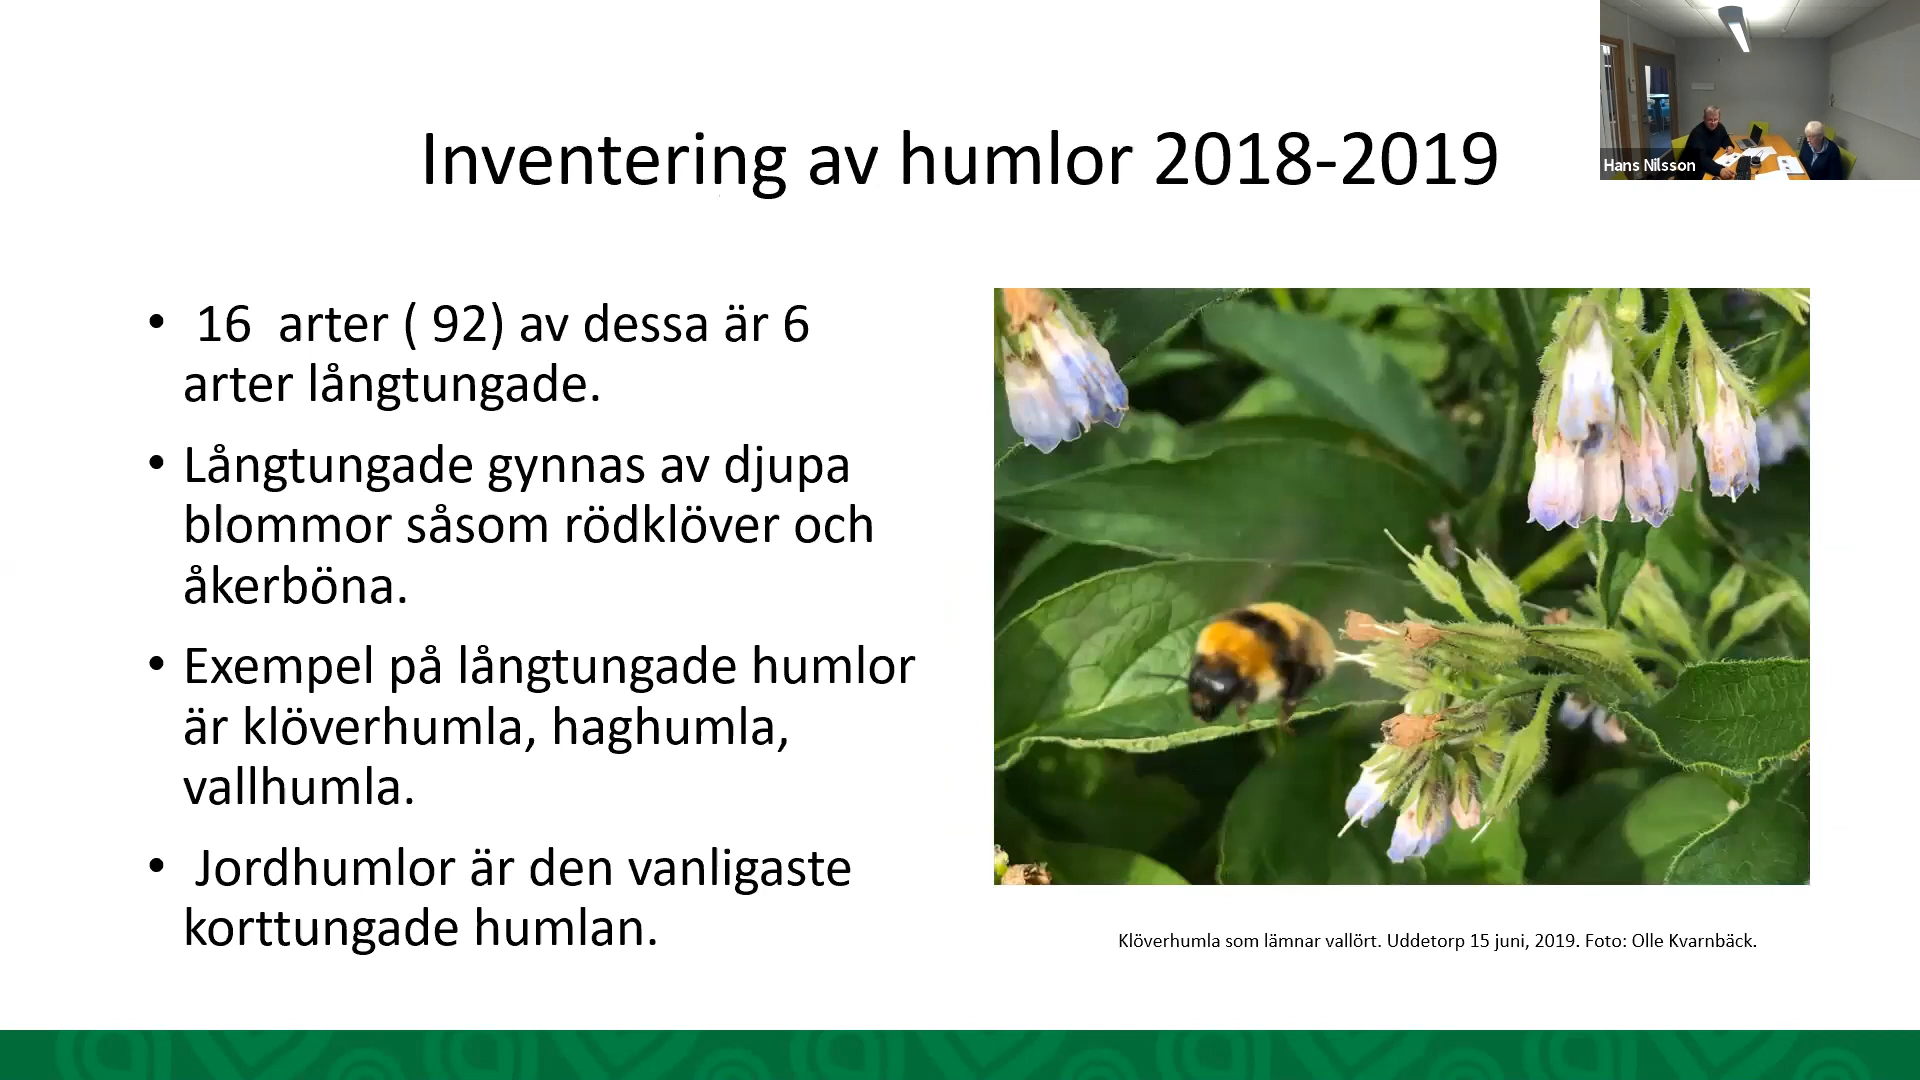 Inventering av humlor 2018-2019
Hans Nilsson
• 16 arter ( 92) av dessa är 6
arter långtungade.
• Långtungade gynnas av djupa
blommor såsom rödklöver och
åkerböna.
• Exempel på långtungade humlor
är klöverhumla, haghumla,
vallhumla.
• Jordhumlor är den vanligaste
korttungade humlan.
Klöverhumla som lämnar vallört. Uddetorp 15 juni, 2019. Foto: Olle Kvarnbäck.